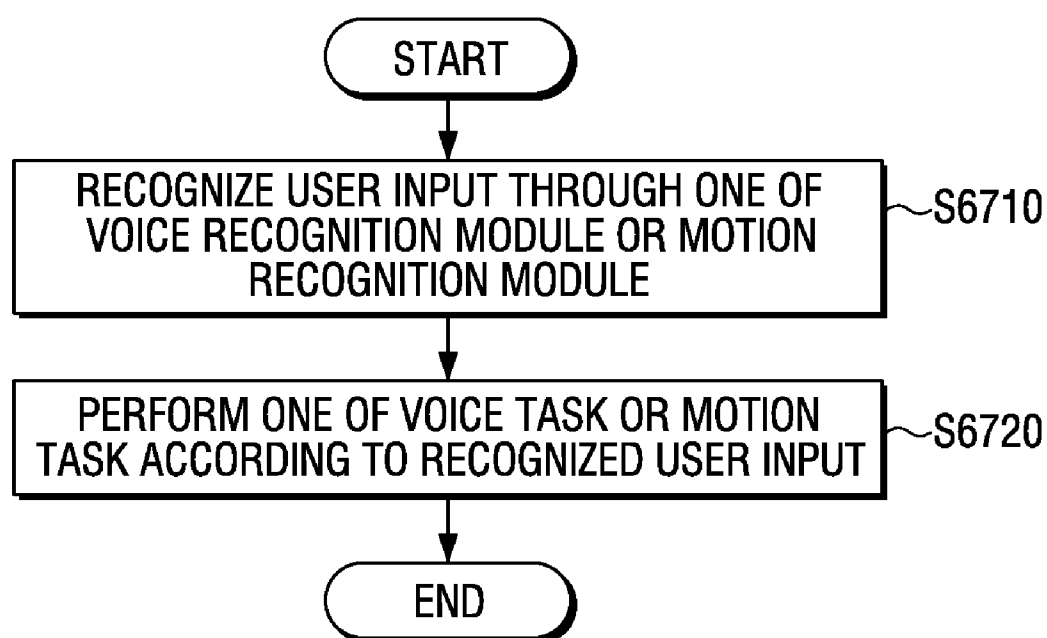 START
RECOGNIZE USER INPUT THROUGH ONE OF
VOICE RECOGNITION MODULE OR MOTION
RECOGNITION MODULE
S6710
PERFORM ONE OF VOICE TASK OR MOTION
TASK ACCORDING TO RECOGNIZED USER INPUT
S6720
END